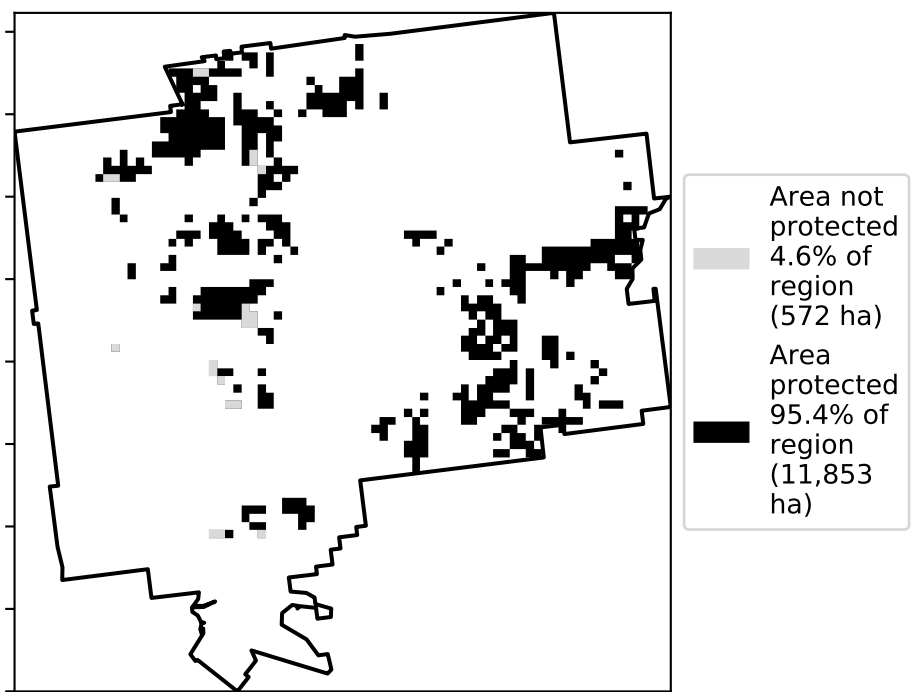 Area not
protected
4.6% of
region
(572 ha)
Area
protected
95.4% of
region
(11,853
ha)